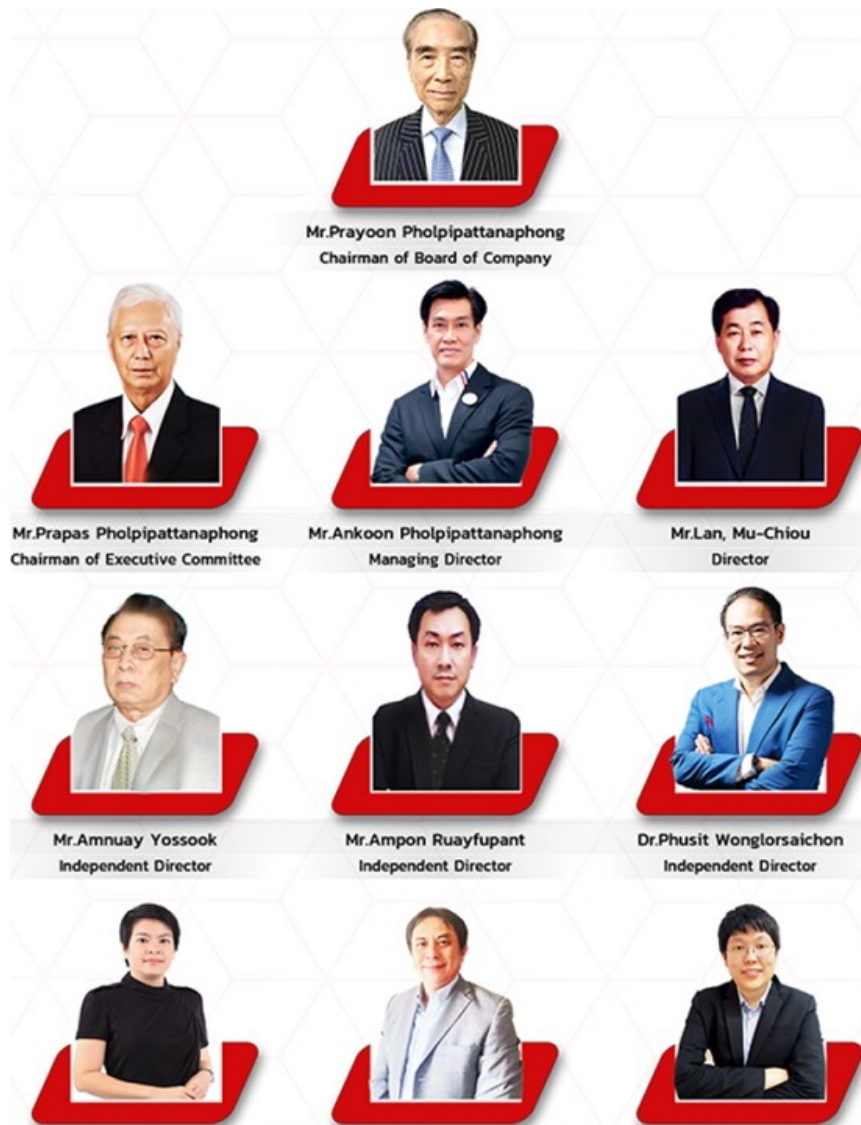 Mr.Prayoon Pholpipattanaphong
Chairman of Board of Company
Mr.Prapas Pholpipattanaphong
Chairman of Executive Committee
Mr.Ankoon Pholpipattanaphong
Managing Director
Mr.Lan, Mu-Chiou
Director
Mr.Amnuay Yossook
Independent Director
Mr.Ampon Ruayfupant
Independent Director
Dr.Phusit Wonglorsaichon
Independent Director